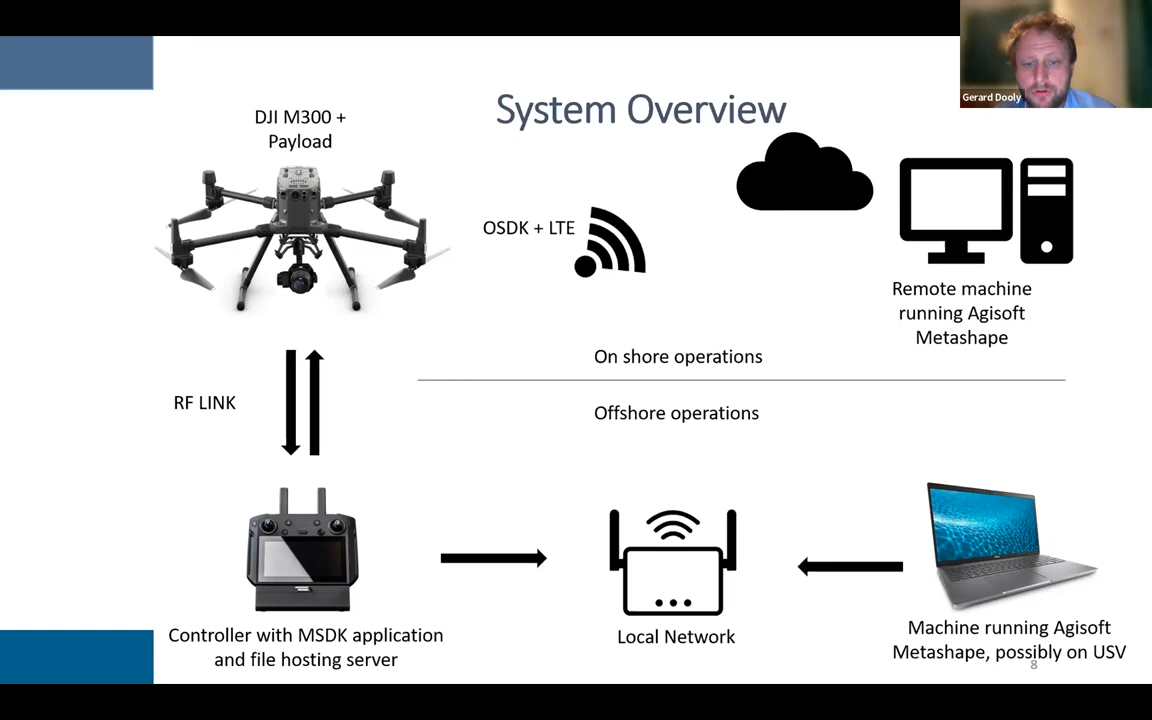 Gerard Dooly
System Overview
DJI M300 +
Payload
OSDK + LTE
Remote machine
running Agisoft
Metashape
On shore operations
RF LINK
Offshore operations
Controller with MSDK application
and file hosting server
Local Network
Machine running Agisoft
Metashape, possibly on USV
8